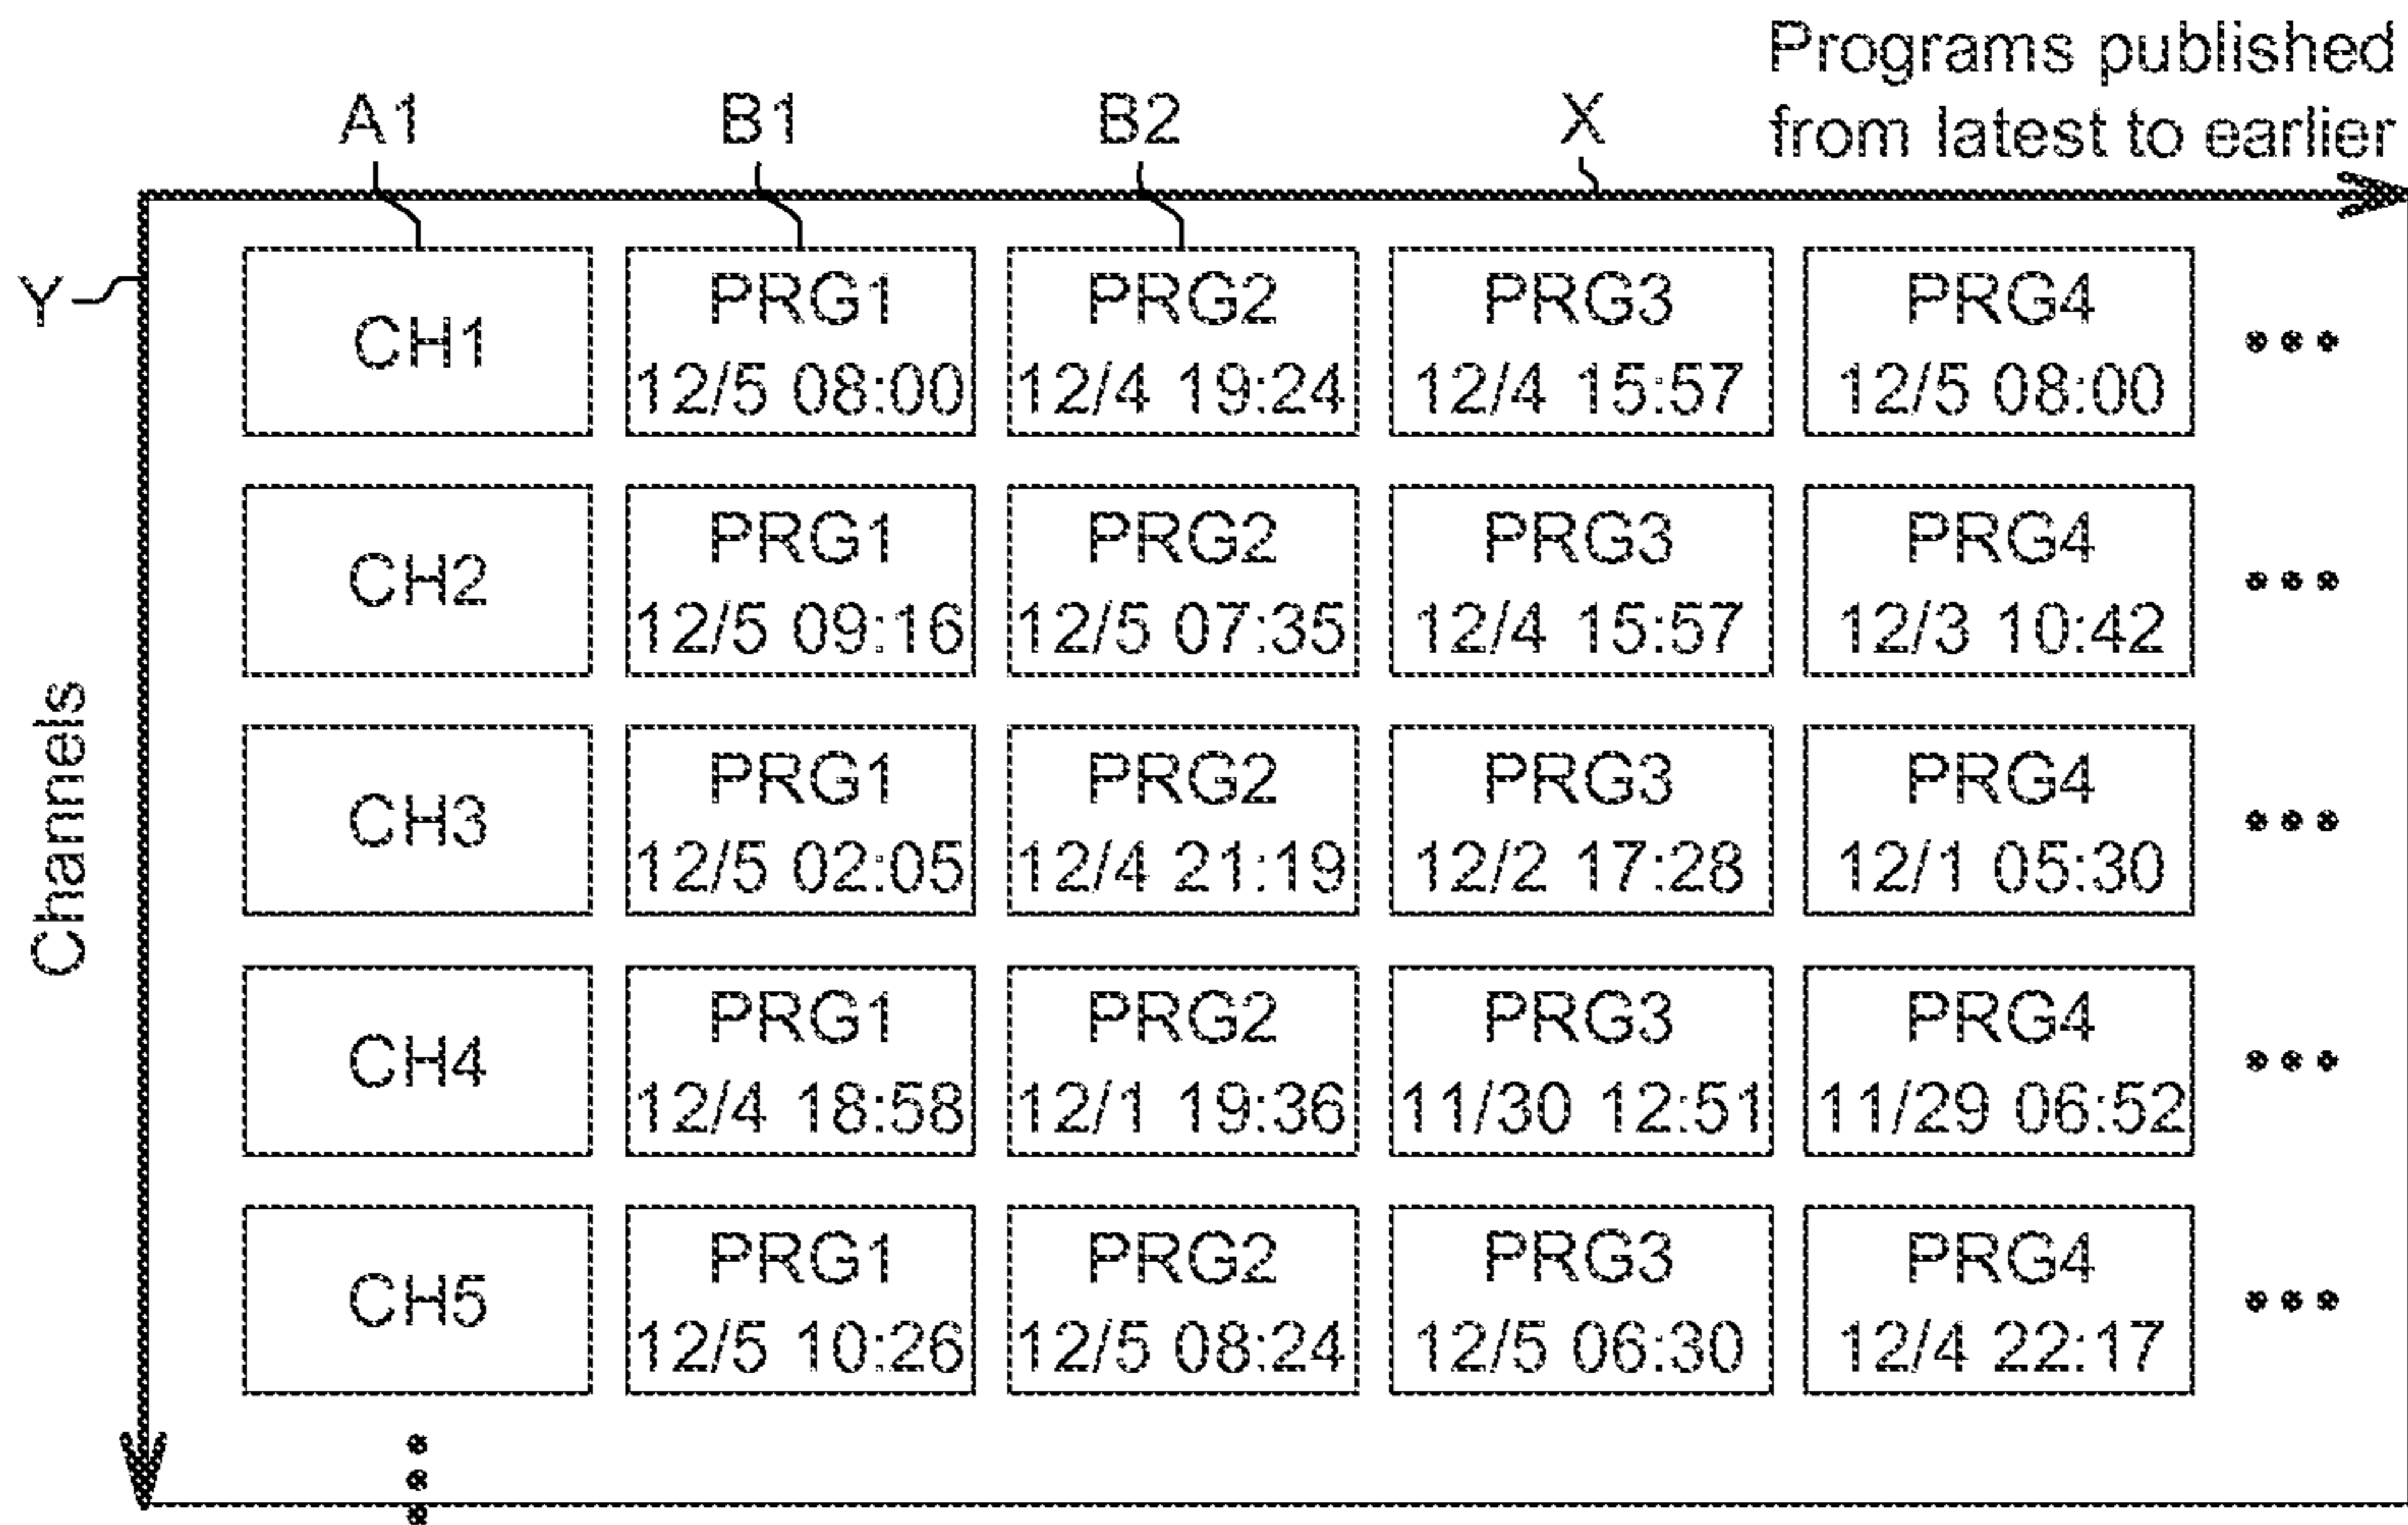 Programs published
from latest to earlier
A1
B1
B2
X
Y
Channels
CH1
PRG1
12/5 08:00
PRG2
12/4 19:24
PRG3
12/4 15:57
PRG4
12/5 08:00
•••
CH2
PRG1
12/5 09:16
PRG2
12/5 07:35
PRG3
12/4 15:57
PRG4
12/3 10:42
•••
CH3
PRG1
12/5 02:05
PRG2
12/4 21:19
PRG3
12/2 17:28
PRG4
12/1 05:30
•••
CH4
PRG1
12/4 18:58
PRG2
12/1 19:36
PRG3
11/30 12:51
PRG4
11/29 06:52
•••
CH5
PRG1
12/5 10:26
PRG2
12/5 08:24
PRG3
12/5 06:30
PRG4
12/4 22:17
•••